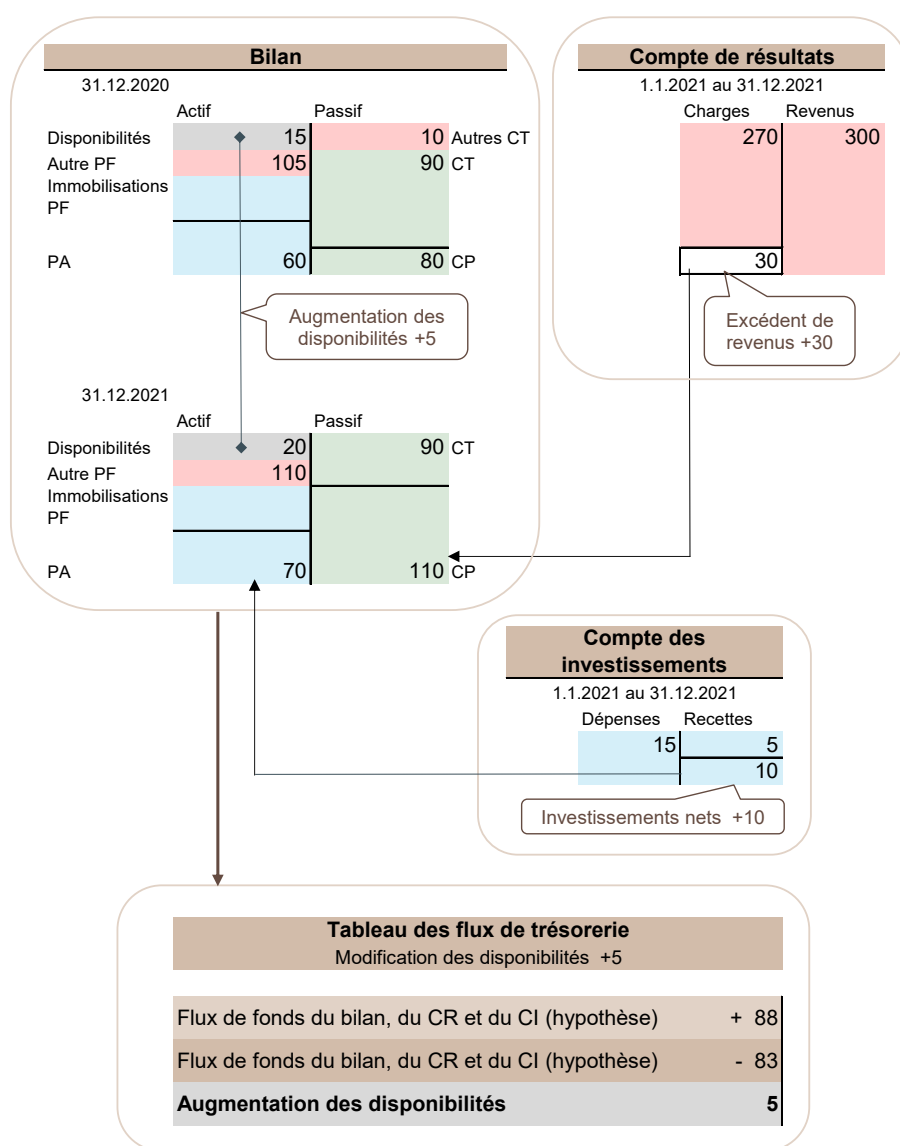 Bilan
31.12.2020
Actif Passif
Disponibilités 15 10 Autres CT
Autre PF 105 90 CT
Immobilisations
PF
PA 60 80 CP
Augmentation des
disponibilités +5
31.12.2021
Actif Passif
Disponibilités 20 90 CT
Autre PF 110
Immobilisations
PF
PA 70 110 CP
Compte de résultats
1.1.2021 au 31.12.2021
Charges Revenus
270 300
30
Excédent de
revenus +30
Compte des
investissements
1.1.2021 au 31.12.2021
Dépenses Recettes
15 5
10
Investissements nets +10
Tableau des flux de trésorerie
Modification des disponibilités +5
Flux de fonds du bilan, du CR et du CI (hypothèse) + 88
Flux de fonds du bilan, du CR et du CI (hypothèse) - 83
Augmentation des disponibilités 5